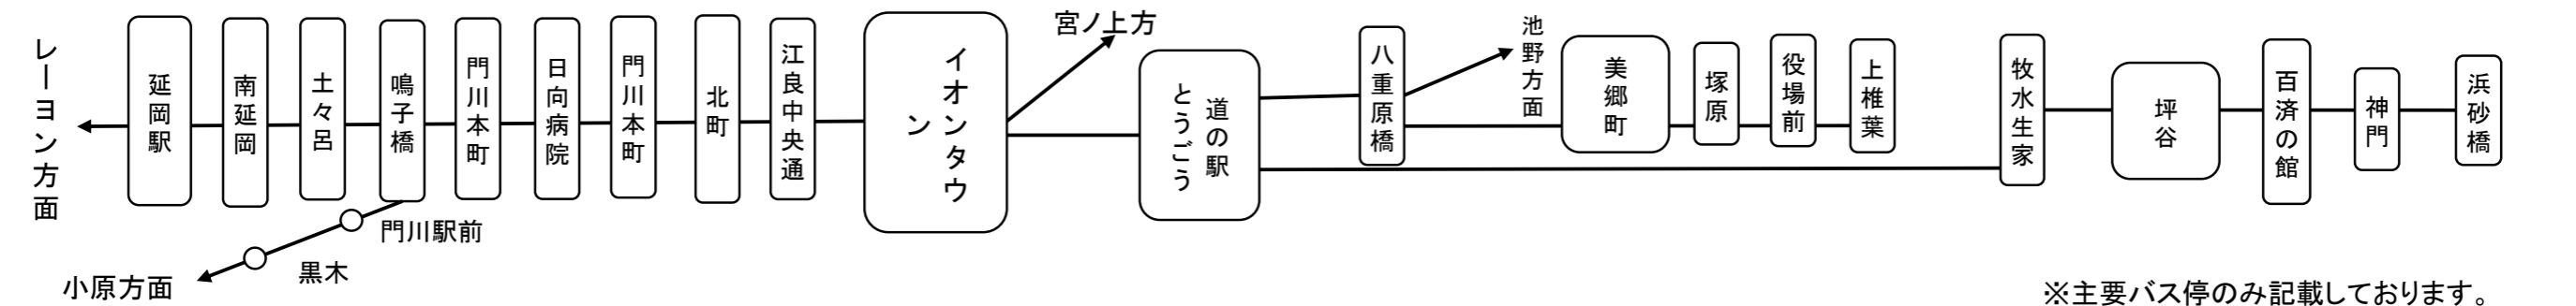 レーヨン方面
延岡駅
南延岡
土々呂
鳴子橋
門川本町
日向病院
門川本町
北町
江良中央通
イオンタウ
ン
宮ノ上方
道の駅
とうごう
八重原橋
池野方面
美郷町
塚原
役場前
上椎葉
牧水生家
坪谷
百済の館
神門
浜砂橋
門川駅前
黒木
小原方面
※主要バス停のみ記載しております。